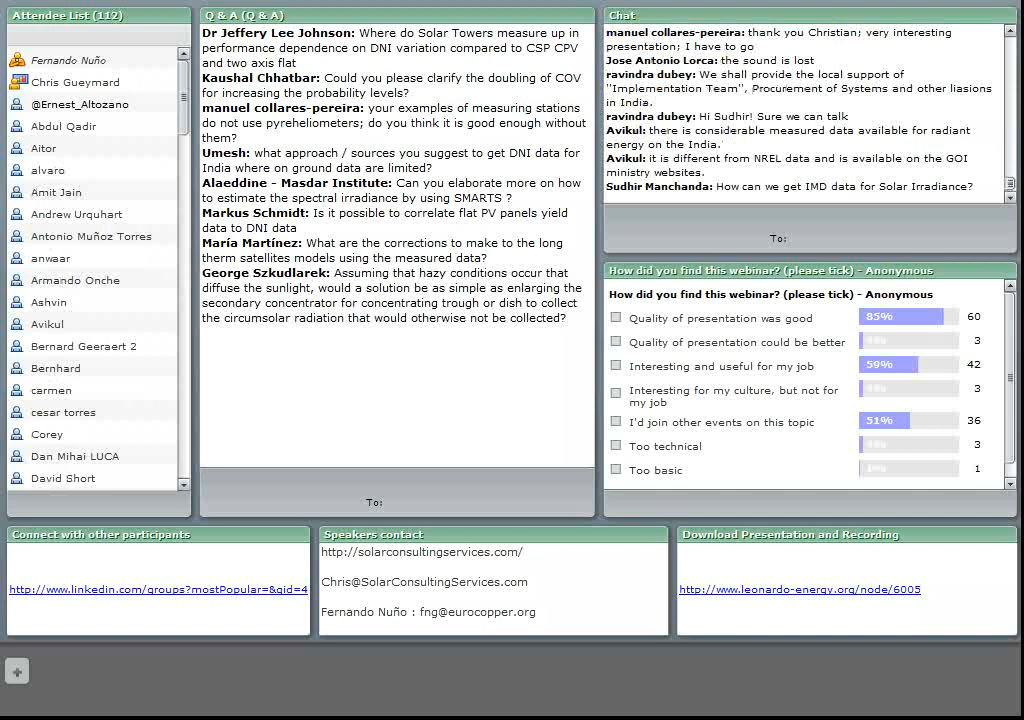 Attendee List (112)
Fernando Nuño
Chris Gueymard
@Ernest_Altozano
Abdul Qadir
Aitor
alvaro
Amit Jain
Andrew Urquhart
Antonio Muñoz Torres
anwaar
Armando Onche
Ashvin
Avikul
Bernard Geeraert 2
Bernhard
carmen
cesar torres
Corey
Dan Mihai LUCA
David Short
Q & A (Q & A)
Dr Jeffery Lee Johnson: Where do Solar Towers measure up in
performance dependence on DNI variation compared to CSP CPV
and two axis flat
Kaushal Chhatbar: Could you please clarify the doubling of COV
for increasing the probability levels?
manuel collares-pereira: your examples of measuring stations
do not use pyreheliometers; do you think it is good enough without
them?
Umesh: what approach / sources you suggest to get DNI data for
India where on ground data are limited?
Alaeddine - Masdar Institute: Can you elaborate more on how
to estimate the spectral irradiance by using SMARTS ?
Markus Schmidt: Is it possible to correlate flat PV panels yield
data to DNI data
María Martínez: What are the corrections to make to the long
therm satellites models using the measured data?
George Szkudlarek: Assuming that hazy conditions occur that
diffuse the sunlight, would a solution be as simple as enlarging the
secondary concentrator for concentrating trough or dish to collect
the circumsolar radiation that would otherwise not be collected?
To:
Chat
manuel collares-pereira: thank you Christian; very interesting
presentation; I have to go
Jose Antonio Lorca: the sound is lost
ravindra dubey: We shall provide the local support of
"Implementation Team", Procurement of Systems and other liasions
in India.
ravindra dubey: Hi Sudhir! Sure we can talk
Avikul: there is considerable measured data available for radiant
energy on the India.
Avikul: it is different from NREL data and is available on the GOI
ministry websites.
Sudhir Manchanda: How can we get IMD data for Solar Irradiance?
To:
How did you find this webinar? (please tick) - Anonymous
How did you find this webinar? (please tick) - Anonymous
Quality of presentation was good 85% 60
Quality of presentation could be better 3
Interesting and useful for my job 59% 42
Interesting for my culture, but not for
my job 3
I'd join other events on this topic 51% 36
Too technical 3
Too basic 1
Connect with other participants
http://www.linkedin.com/groups?mostPopular=&gid=4
Speakers contact
http://solarconsultingservices.com/
Chris@SolarConsultingServices.com
Fernando Nuño : fng@eurocopper.org
Download Presentation and Recording
http://www.leonardo-energy.org/node/6005